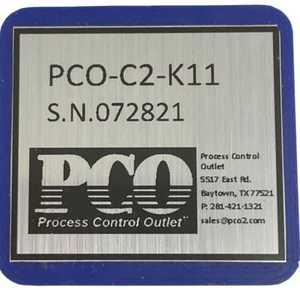 PCO-C2-K11
S.N.072821
PCO
Process Control Outlet
Process Control
Outlet
5517 East Rd.
Baytown, TX 77521
P: 281-421-1321
sales@pco2.com